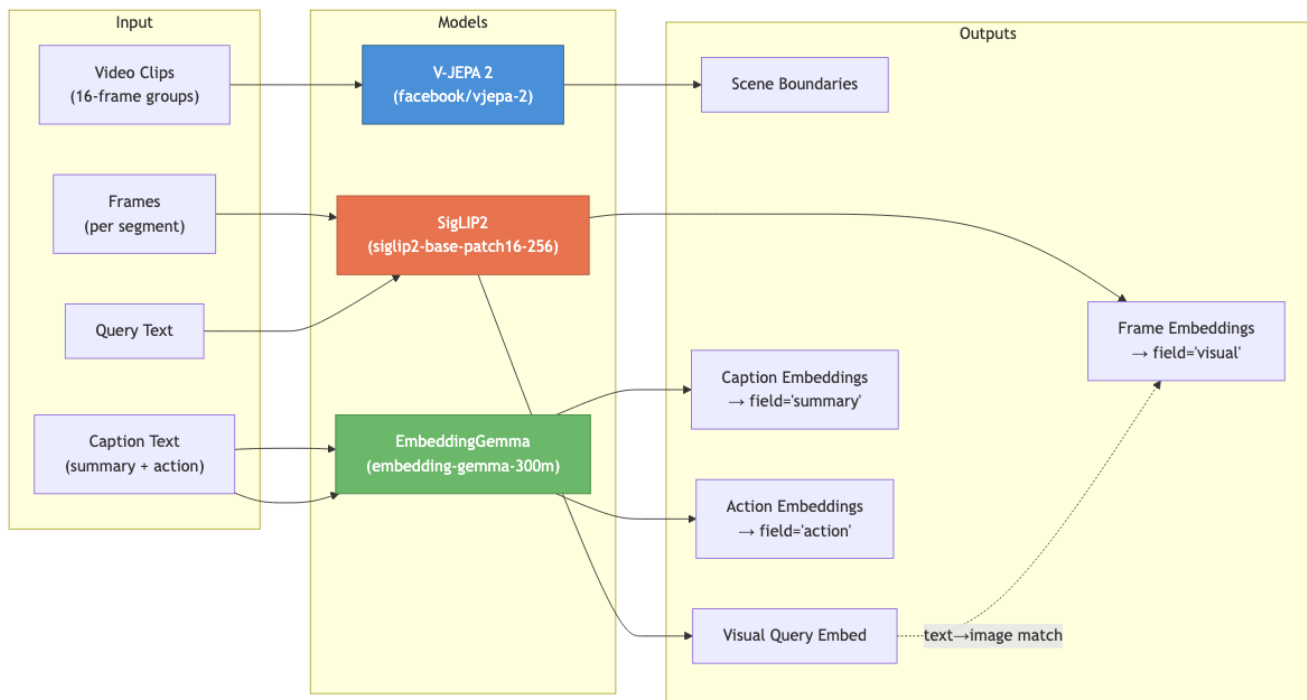 Input
Video Clips
(16-frame groups)
Frames
(per segment)
Query Text
Caption Text
(summary + action)
Models
V-JEPA 2
(facebook/vjepa-2)
SigLIP2
(siglip2-base-patch16-256)
EmbeddingGemma
(embedding-gemma-300m)
Outputs
Scene Boundaries
Frame Embeddings
→ field='visual'
Caption Embeddings
→ field='summary'
Action Embeddings
→ field='action'
Visual Query Embed
text→image match